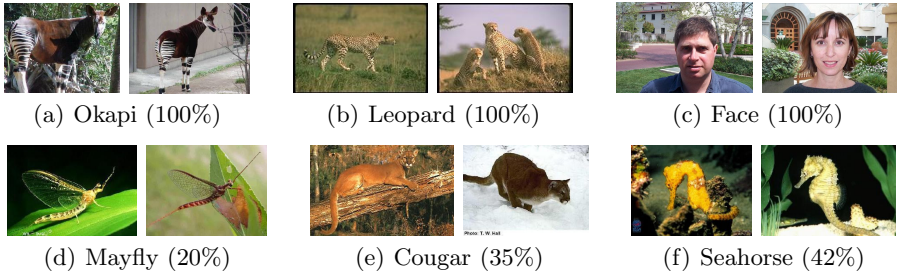 (a) Okapi (100%)
(b) Leopard (100%)
(c) Face (100%)
Photo: T. W. Hall
(d) Mayfly (20%)
(e) Cougar (35%)
(f) Seahorse (42%)